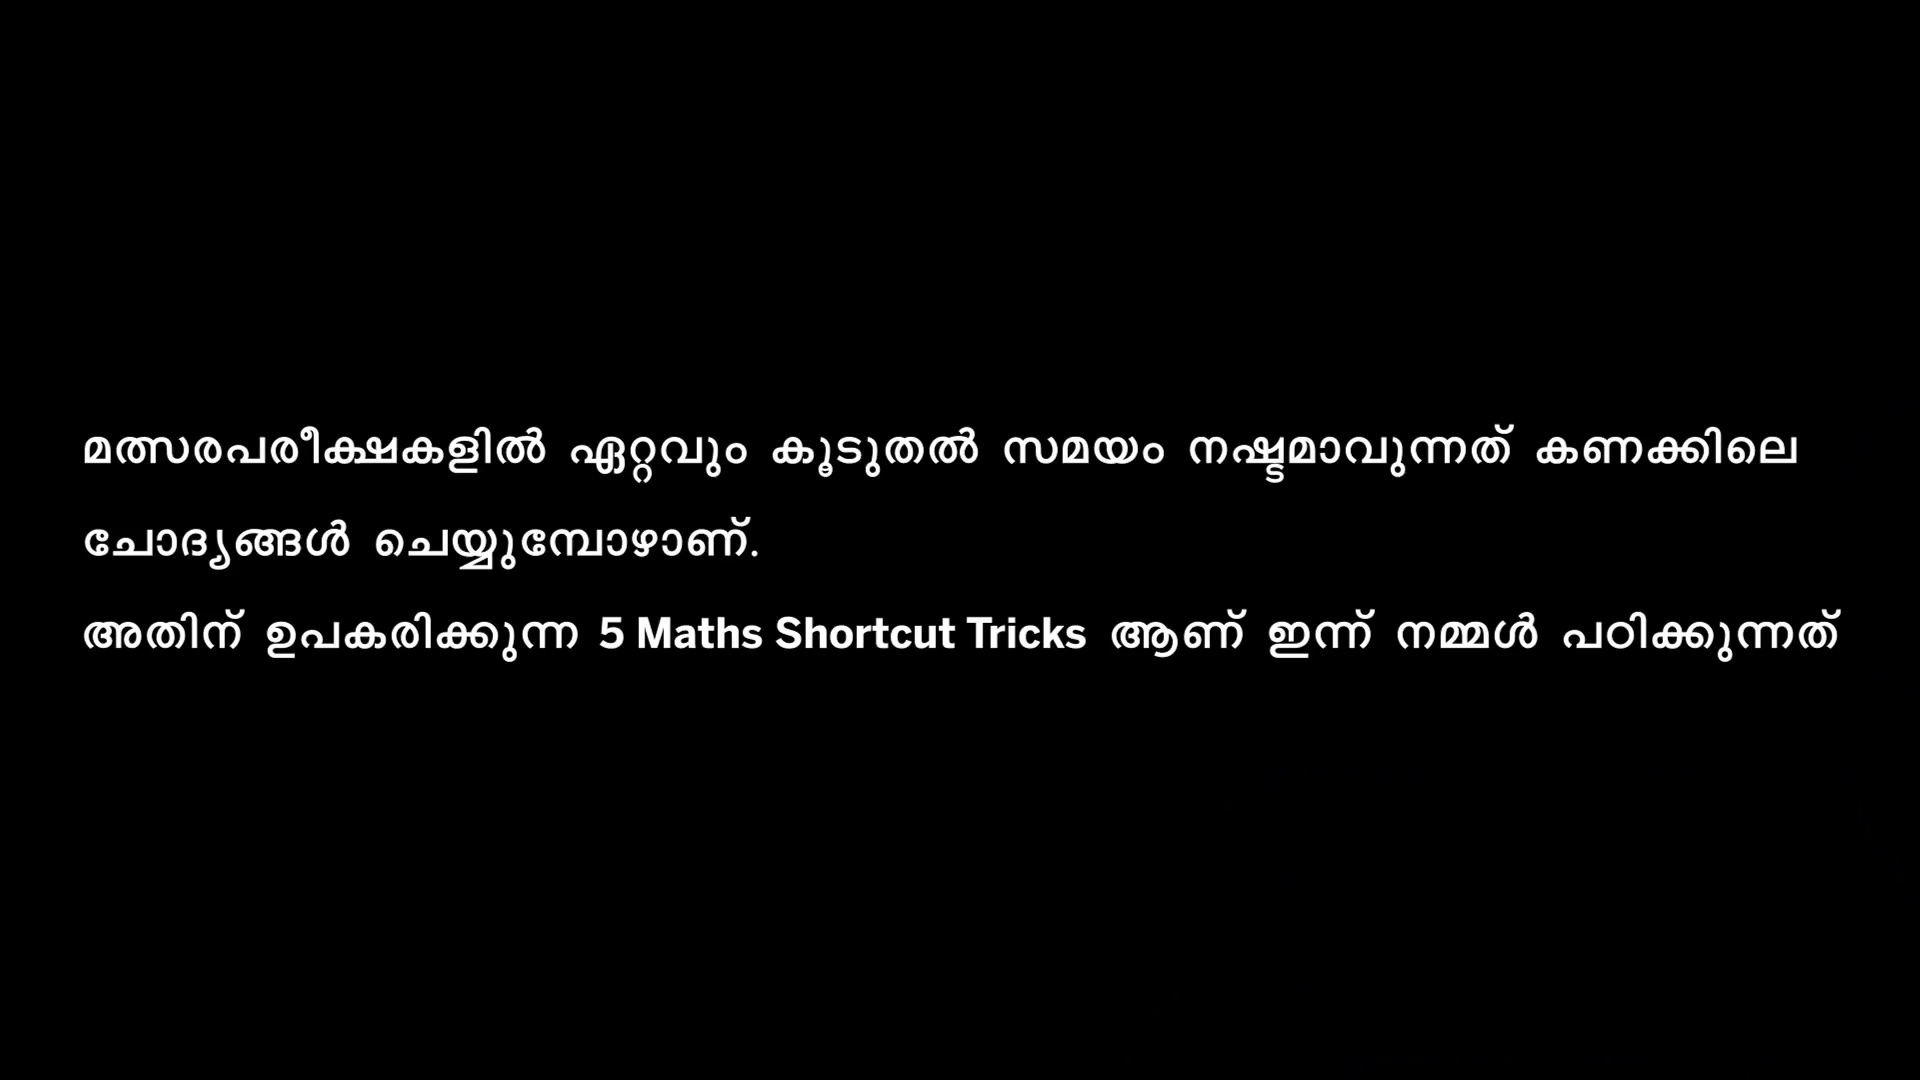 മത്സരപരീക്ഷകളിൽ ഏറ്റവും കൂടുതൽ സമയം നഷ്ടമാവുന്നത് കണക്കിലെ
ചോദ്യങ്ങൾ ചെയ്യുമ്പോഴാണ്.
അതിന് ഉപകരിക്കുന്ന 5 Maths Shortcut Tricks ആണ് ഇന്ന് നമ്മൾ പഠിക്കുന്നത്